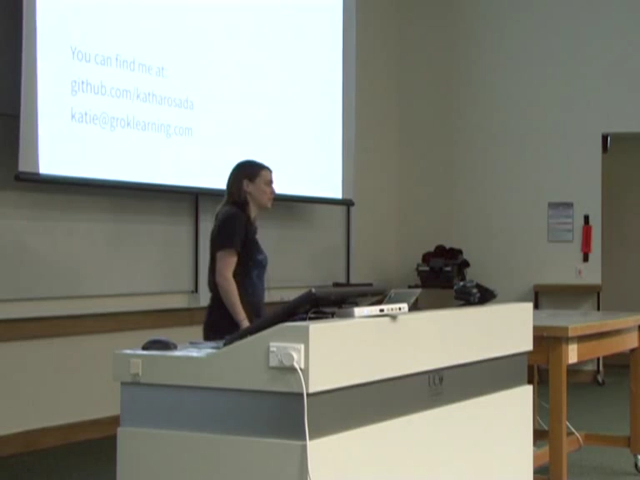 You can find me at
github.com/katharosada
katie@groklearning.com